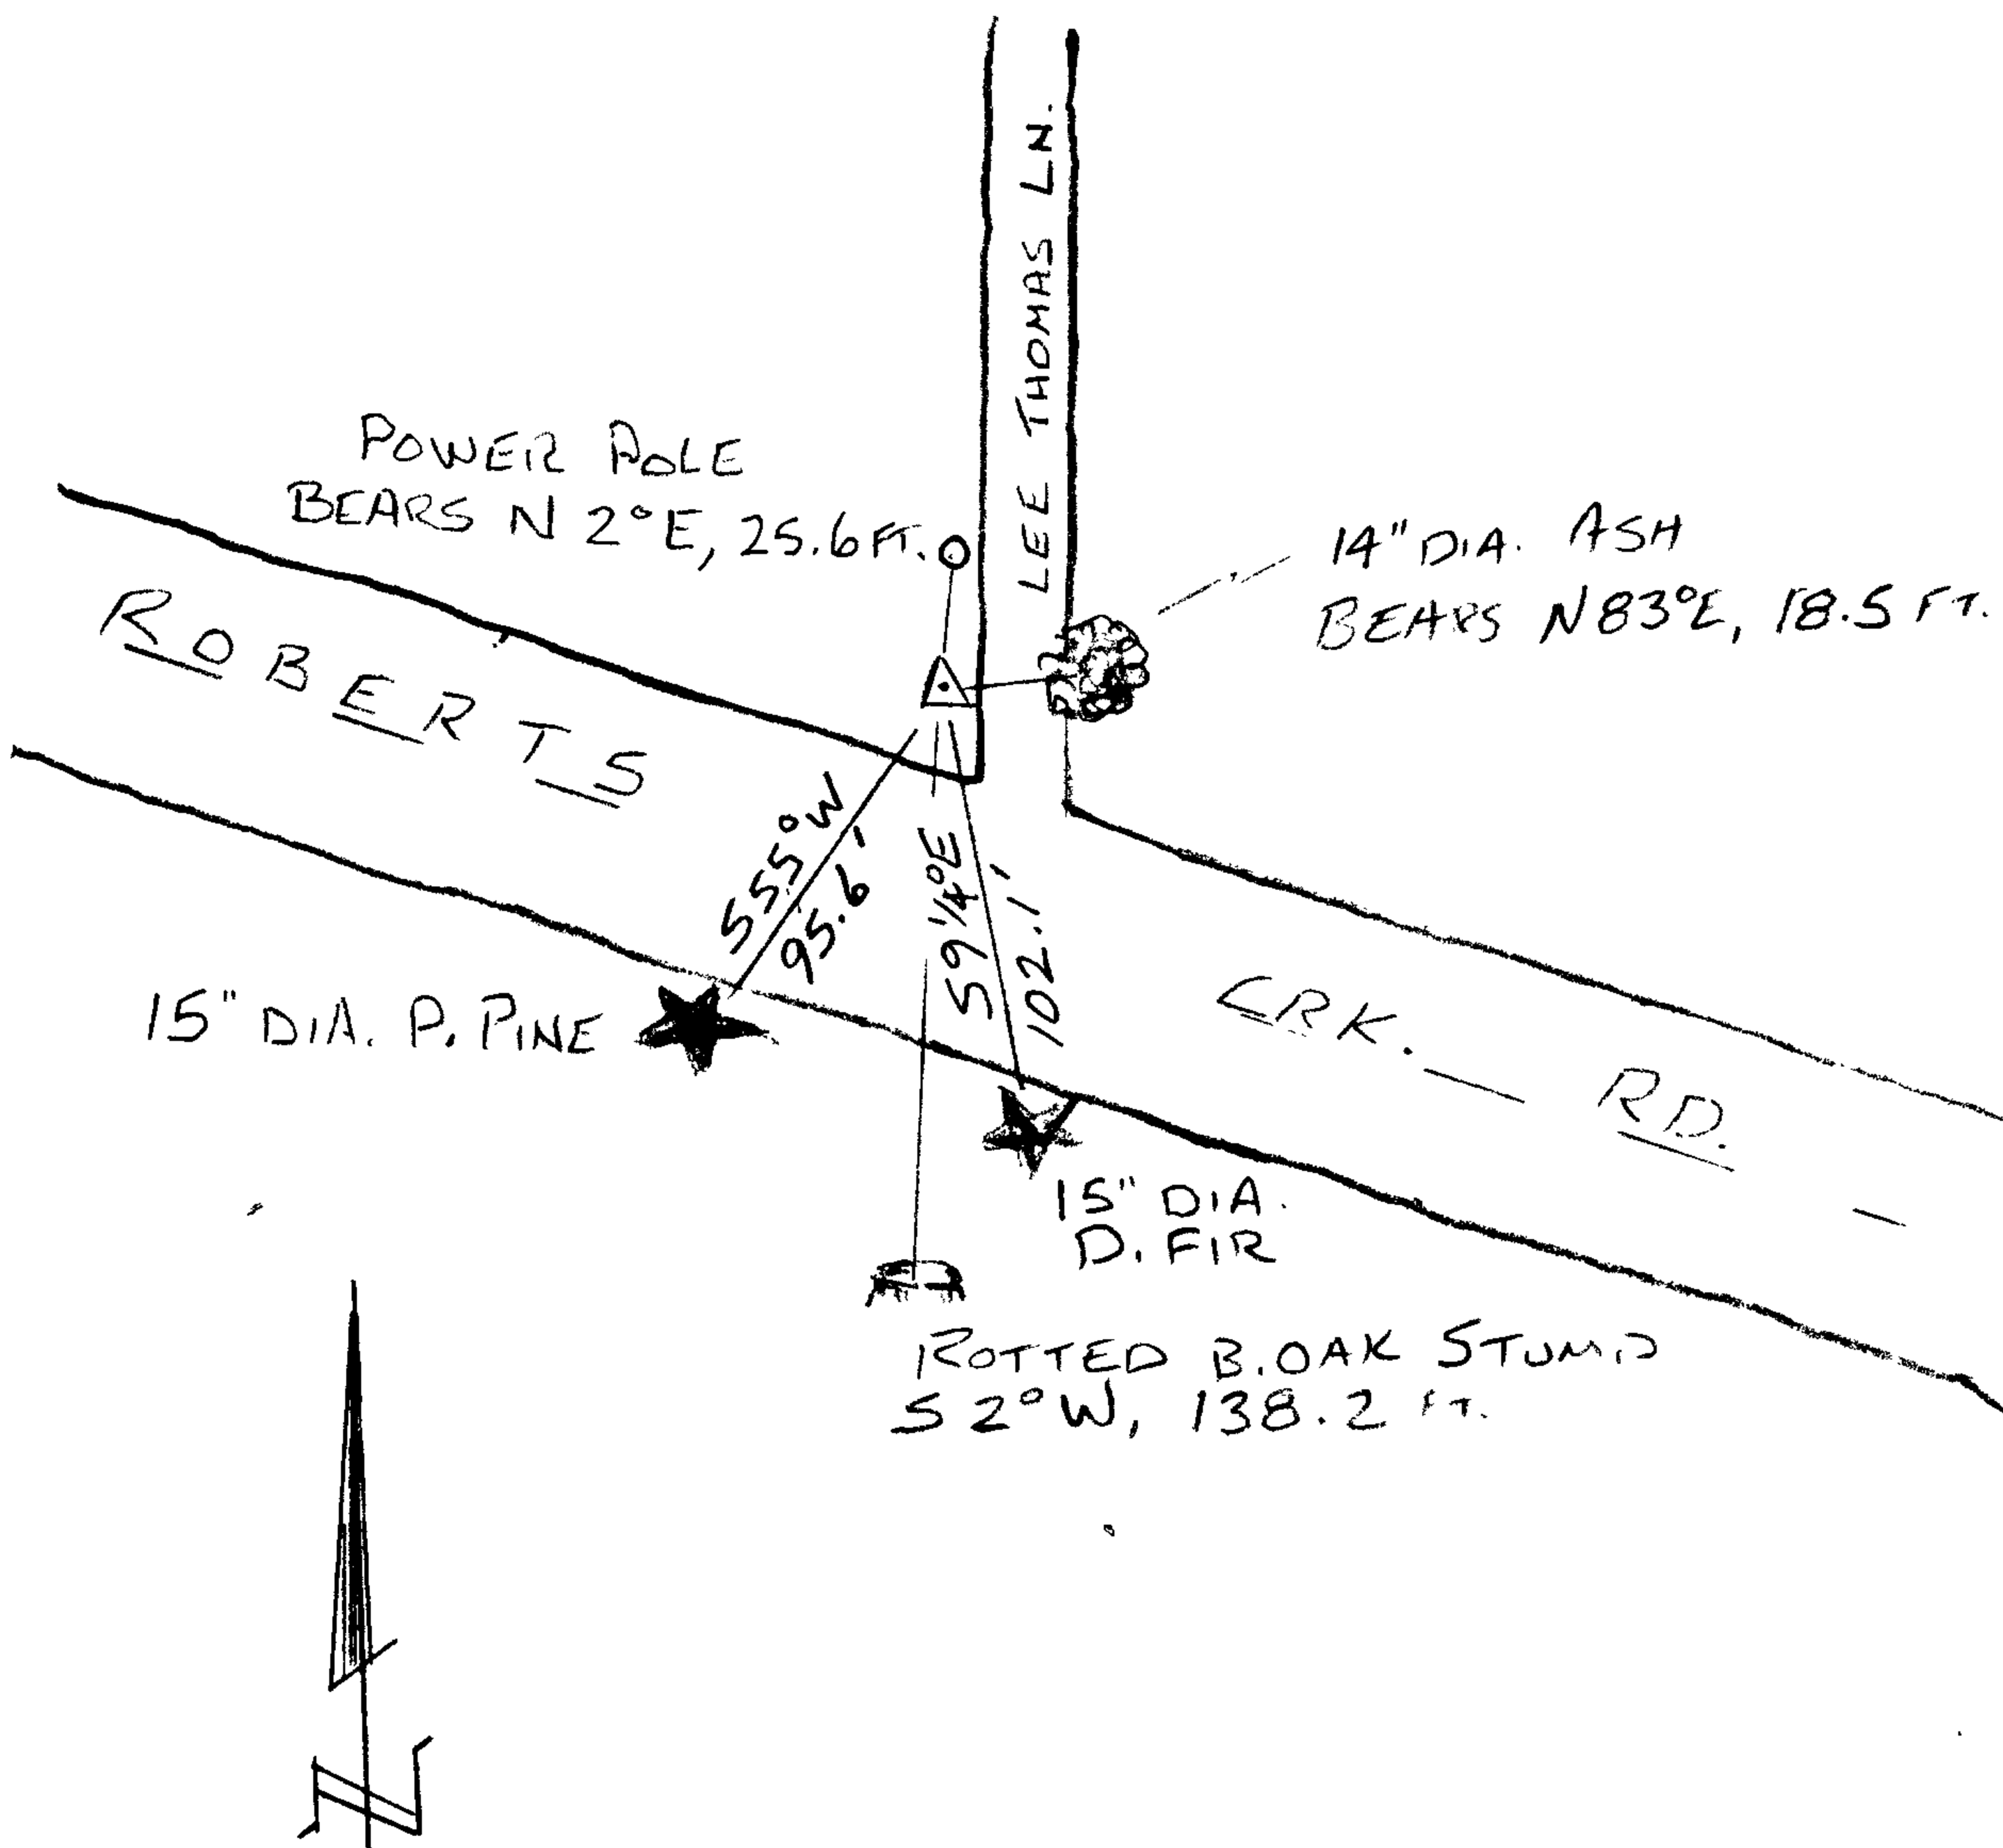 LEE THOMAS LN.
POWER POLE
BEARS N 2°E, 25.6 FT.
14" DIA. ASH
BEARS N83°E, 18.5 FT.
ROBERTS
CRK. RD.
S55°W
95.6'
S9¼°E
102.1'
15" DIA. P. PINE
15" DIA.
D. FIR
ROTTED B. OAK STUMP
S 2°W, 138.2 FT.
N